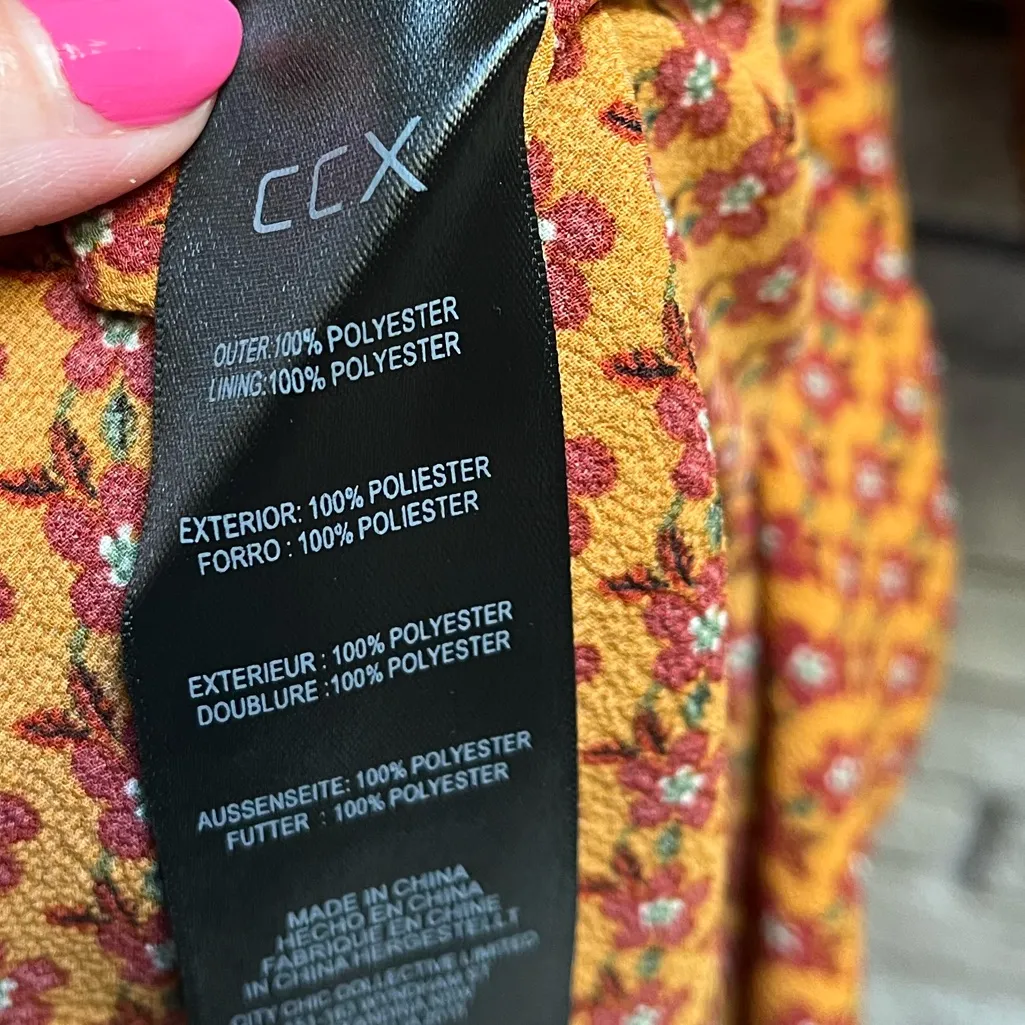 CCX
OUTER:100% POLYESTER
LINING:100% POLYESTER
EXTERIOR: 100% POLIESTER
FORRO : 100% POLIESTER
EXTERIEUR : 100% POLYESTER
DOUBLURE :100% POLYESTER
AUSSENSEITE: 100% POLYESTER
FUTTER : 100% POLYESTER
MADE IN CHINA
HECHO EN CHINA
FABRIQUE EN CHINE
IN CHINA HERGESTELLT
CITY CHIC COLLECTIVE LIMITED